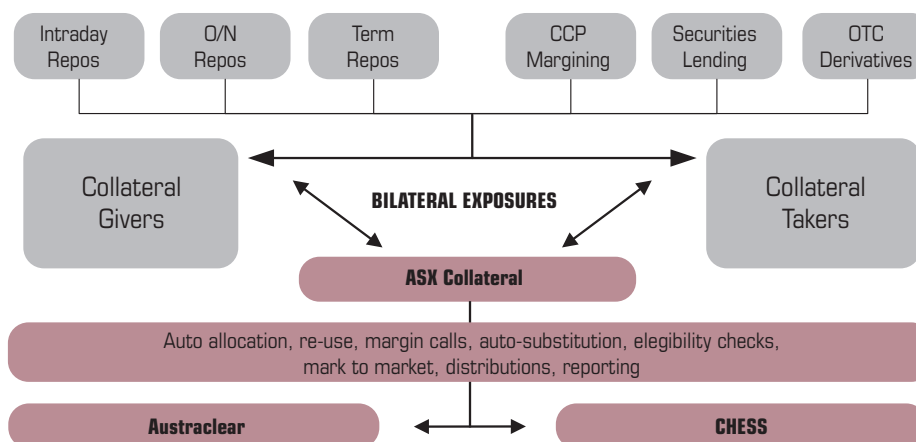 Intraday
Repos
O/N
Repos
Term
Repos
CCP
Margining
Securities
Lending
OTC
Derivatives
Collateral
Givers
BILATERAL EXPOSURES
Collateral
Takers
ASX Collateral
Auto allocation, re-use, margin calls, auto-substitution, elegibility checks,
mark to market, distributions, reporting
Austraclear
CHESS